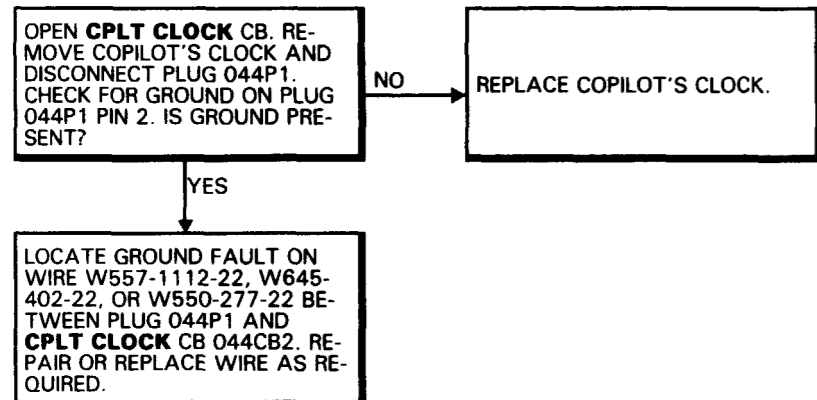 OPEN CPLT CLOCK CB. RE-
MOVE COPILOT'S CLOCK AND
DISCONNECT PLUG 044P1.
CHECK FOR GROUND ON PLUG
044P1 PIN 2. IS GROUND PRE-
SENT?
NO
REPLACE COPILOT'S CLOCK.
YES
LOCATE GROUND FAULT ON
WIRE W557-1112-22, W645-
402-22, OR W550-277-22 BE-
TWEEN PLUG 044P1 AND
CPLT CLOCK CB 044CB2. RE-
PAIR OR REPLACE WIRE AS RE-
QUIRED.